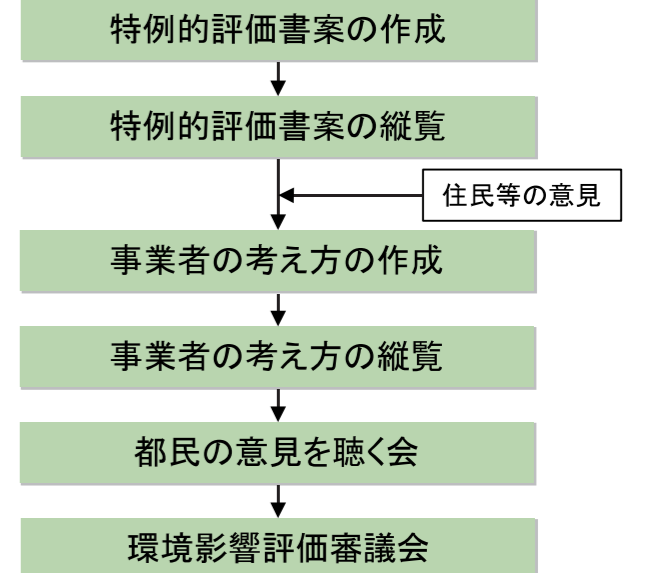 特例的評価書案の作成
特例的評価書案の縦覧
住民等の意見
事業者の考え方の作成
事業者の考え方の縦覧
都民の意見を聴く会
環境影響評価審議会